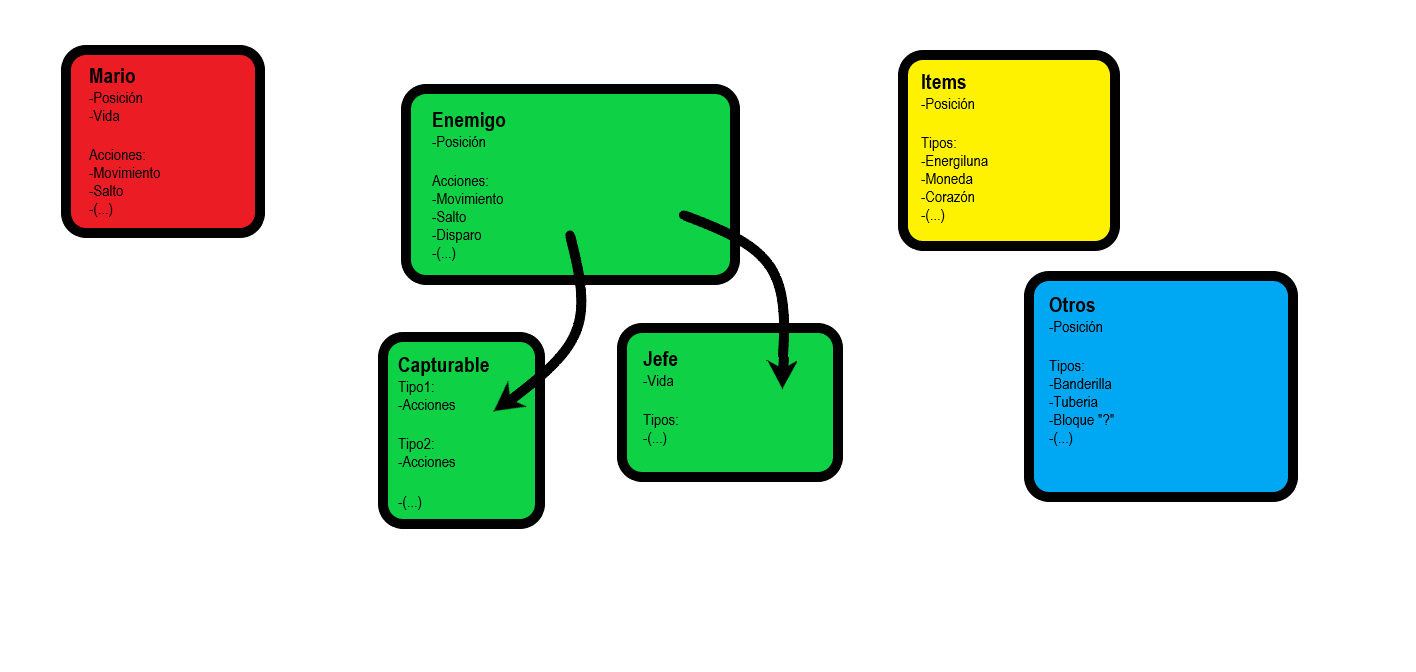 Mario
-Posición
-Vida
Acciones:
-Movimiento
-Salto
-(...)
Enemigo
-Posición
Acciones:
-Movimiento
-Salto
-Disparo
-(...)
Capturable
Tipo1:
-Acciones
Tipo2:
-Acciones
-(...)
Jefe
-Vida
Tipos:
-(...)
Items
-Posición
Tipos:
-Energiluna
-Moneda
-Corazón
-(...)
Otros
-Posición
Tipos:
-Banderilla
-Tuberia
-Bloque "?"
-(...)